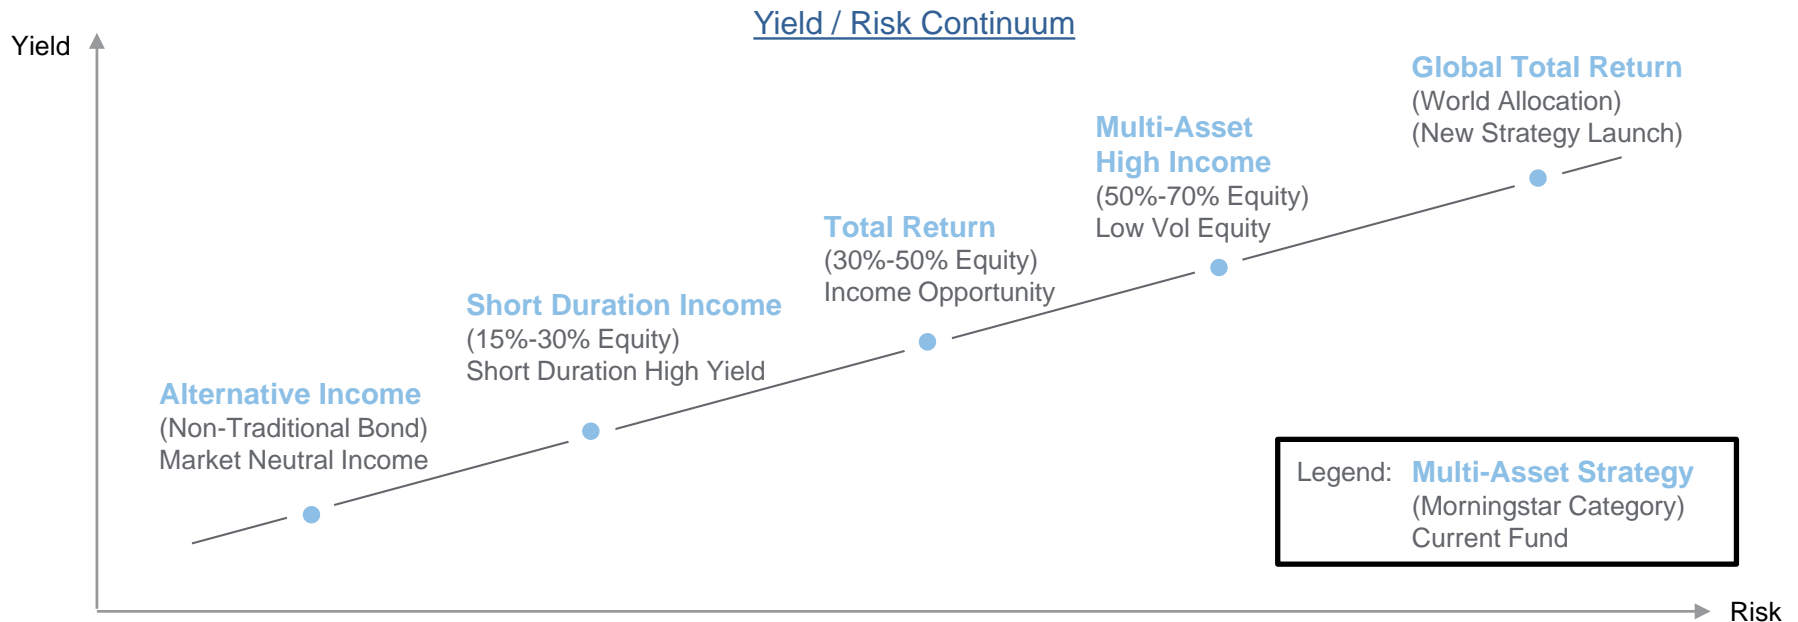 Yield / Risk Continuum
Yield
Global Total Return
(World Allocation)
(New Strategy Launch)
Multi-Asset
High Income
(50%-70% Equity)
Low Vol Equity
Total Return
(30%-50% Equity)
Income Opportunity
Short Duration Income
(15%-30% Equity)
Short Duration High Yield
Alternative Income
(Non-Traditional Bond)
Market Neutral Income
Legend: Multi-Asset Strategy
(Morningstar Category)
Current Fund
Risk